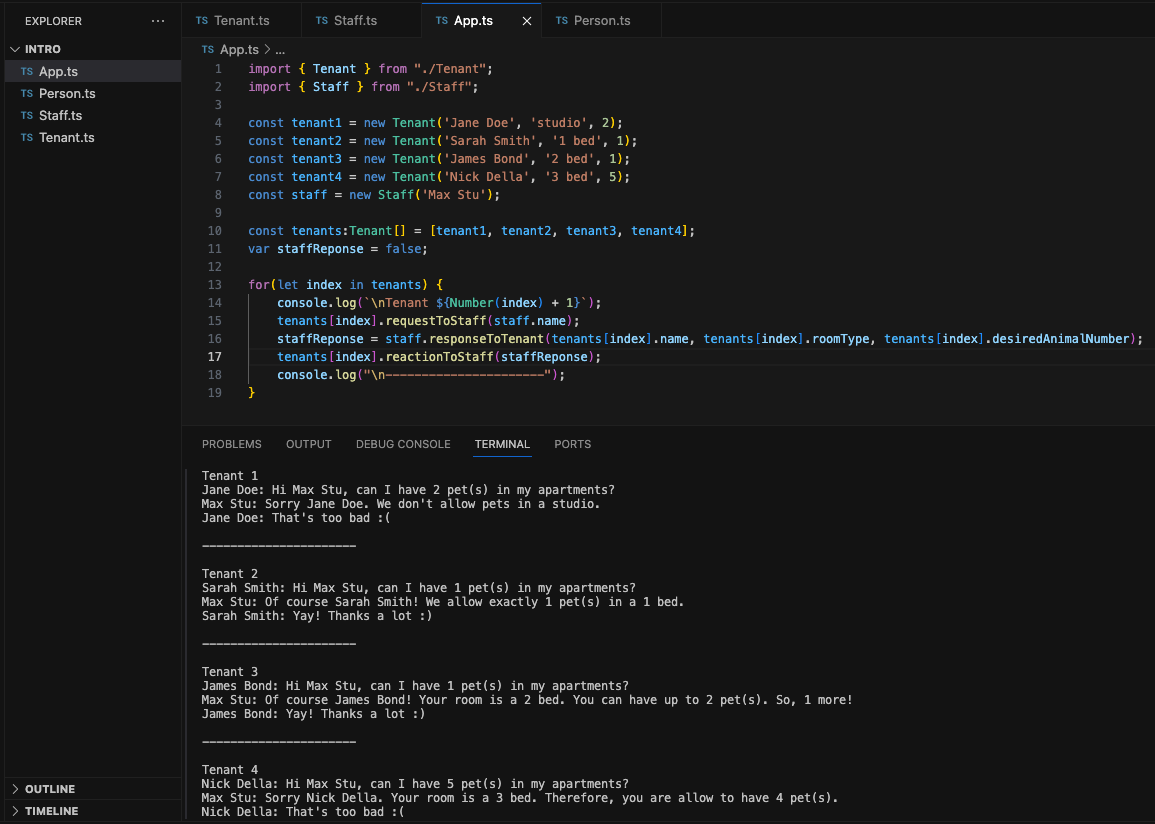 EXPLORER ...
INTRO
TS App.ts
TS Person.ts
TS Staff.ts
TS Tenant.ts
OUTLINE
TIMELINE
TS Tenant.ts TS Staff.ts TS App.ts TS Person.ts
TS App.ts > ...
1 import { Tenant } from "./Tenant";
2 import { Staff } from "./Staff";
3
4 const tenant1 = new Tenant('Jane Doe', 'studio', 2);
5 const tenant2 = new Tenant('Sarah Smith', '1 bed', 1);
6 const tenant3 = new Tenant('James Bond', '2 bed', 1);
7 const tenant4 = new Tenant('Nick Della', '3 bed', 5);
8 const staff = new Staff('Max Stu');
9
10 const tenants:Tenant[] = [tenant1, tenant2, tenant3, tenant4];
11 var staffReponse = false;
12
13 for(let index in tenants) {
14 console.log(`\nTenant ${Number(index) + 1}`);
15 tenants[index].requestToStaff(staff.name);
16 staffReponse = staff.responseToTenant(tenants[index].name, tenants[index].roomType, tenants[index].desiredAnimalNumber);
17 tenants[index].reactionToStaff(staffReponse);
18 console.log("\n----------------------");
19 }
PROBLEMS OUTPUT DEBUG CONSOLE TERMINAL PORTS
Tenant 1
Jane Doe: Hi Max Stu, can I have 2 pet(s) in my apartments?
Max Stu: Sorry Jane Doe. We don't allow pets in a studio.
Jane Doe: That's too bad :(
----------------------
Tenant 2
Sarah Smith: Hi Max Stu, can I have 1 pet(s) in my apartments?
Max Stu: Of course Sarah Smith! We allow exactly 1 pet(s) in a 1 bed.
Sarah Smith: Yay! Thanks a lot :)
----------------------
Tenant 3
James Bond: Hi Max Stu, can I have 1 pet(s) in my apartments?
Max Stu: Of course James Bond! Your room is a 2 bed. You can have up to 2 pet(s). So, 1 more!
James Bond: Yay! Thanks a lot :)
----------------------
Tenant 4
Nick Della: Hi Max Stu, can I have 5 pet(s) in my apartments?
Max Stu: Sorry Nick Della. Your room is a 3 bed. Therefore, you are allow to have 4 pet(s).
Nick Della: That's too bad :(